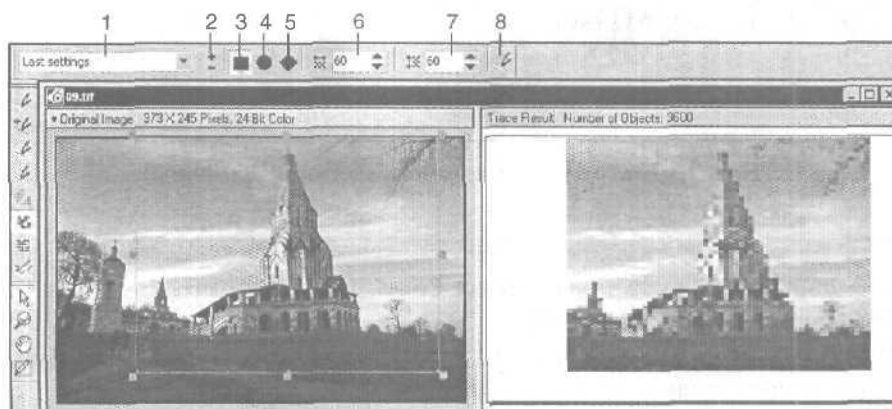 1 2 3 4 5 6 7 8
Last settings 60 60
09.tif
Original Image 373 X 245 Pixels, 24 Bit Color
Trace Result Number of Objects: 3600